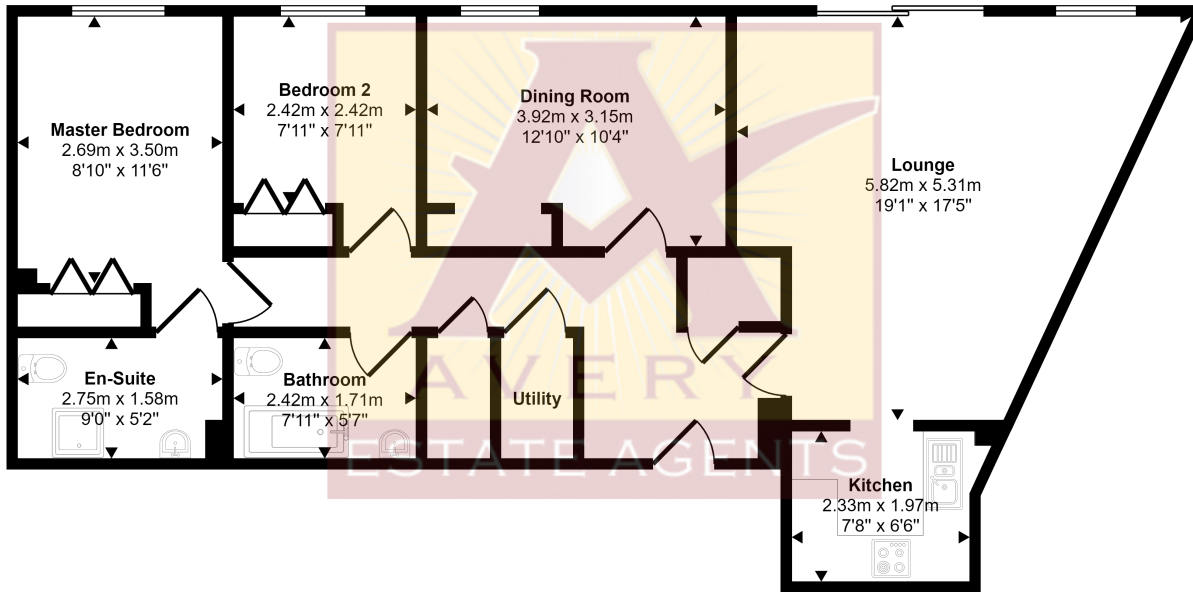 Master Bedroom
2.69m x 3.50m
8'10" x 11'6"
Bedroom 2
2.42m x 2.42m
7'11" x 7'11"
Dining Room
3.92m x 3.15m
12'10" x 10'4"
Lounge
5.82m x 5.31m
19'1" x 17'5"
En-Suite
2.75m x 1.58m
9'0" x 5'2"
Bathroom
2.42m x 1.71m
7'11" x 5'7"
Utility
Kitchen
2.33m x 1.97m
7'8" x 6'6"
AVERY
ESTATE AGENTS